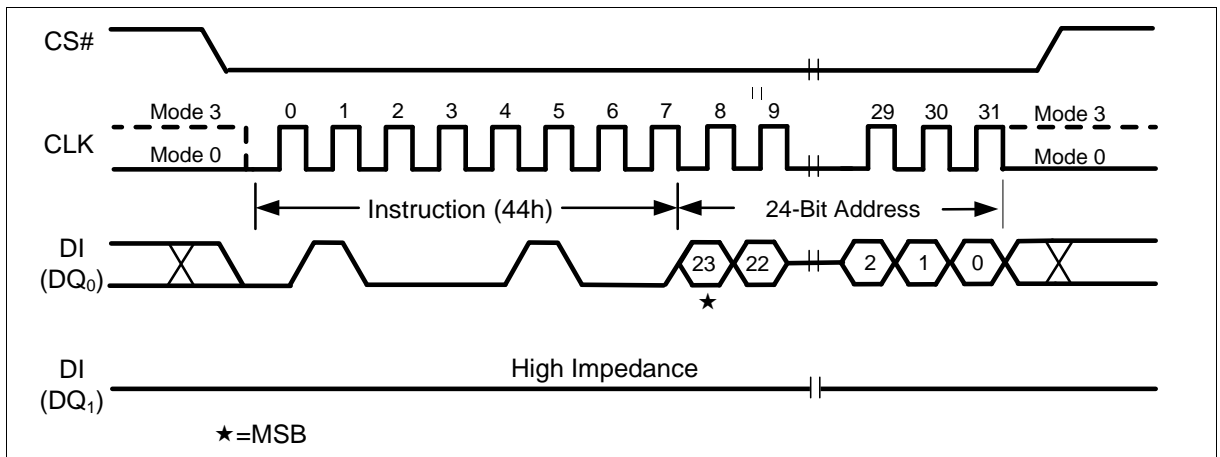 CS#
Mode 3 0 1 2 3 4 5 6 7 8 9 29 30 31 Mode 3
CLK
Mode 0 Mode 0
Instruction (44h) 24-Bit Address
DI
(DQ0) 23 22 2 1 0
★
High Impedance
DI
(DQ1)
★=MSB